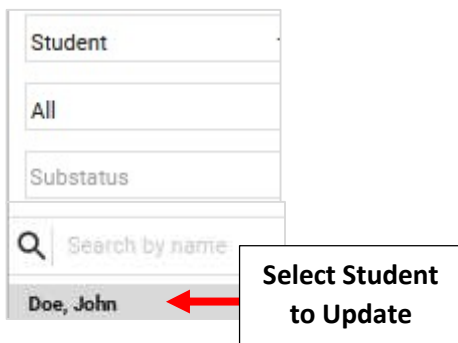 Student
All
Substatus
Search by name
Doe, John
Select Student
to Update